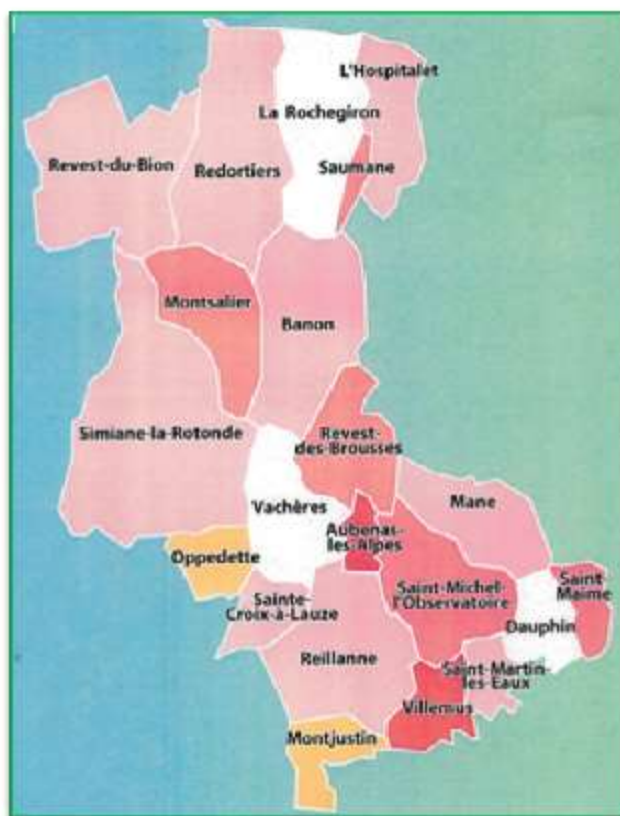 L'Hospitalet
La Rochegiron
Revest-du-Bion
Redortiers
Saumane
Montsalier
Banon
Simiane-la-Rotonde
Revest-
des-Brousses
Vachères
Mane
Aubenas-
les-Alpes
Oppedette
Saint-Michel-
l'Observatoire
Saint-
Maime
Sainte-
Croix-à-Lauze
Dauphin
Reillanne
Saint-Martin-
les-Eaux
Villemus
Montjustin